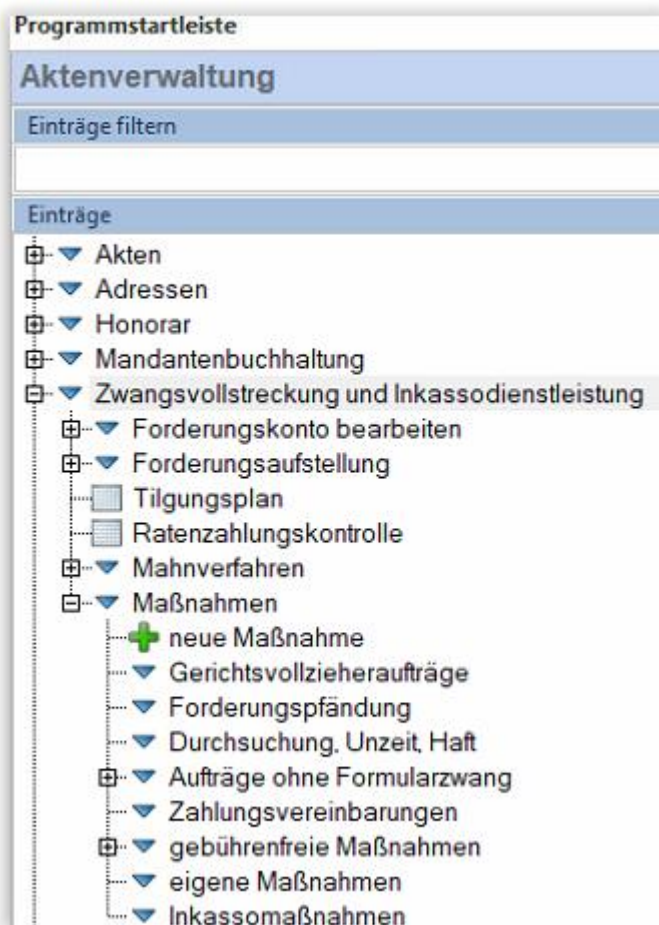 Programmstartleiste
Aktenverwaltung
Einträge filtern
Einträge
Akten
Adressen
Honorar
Mandantenbuchhaltung
Zwangsvollstreckung und Inkassodienstleistung
Forderungskonto bearbeiten
Forderungsaufstellung
Tilgungsplan
Ratenzahlungskontrolle
Mahnverfahren
Maßnahmen
neue Maßnahme
Gerichtsvollzieheraufträge
Forderungspfändung
Durchsuchung, Unzeit, Haft
Aufträge ohne Formularzwang
Zahlungsvereinbarungen
gebührenfreie Maßnahmen
eigene Maßnahmen
Inkassomaßnahmen